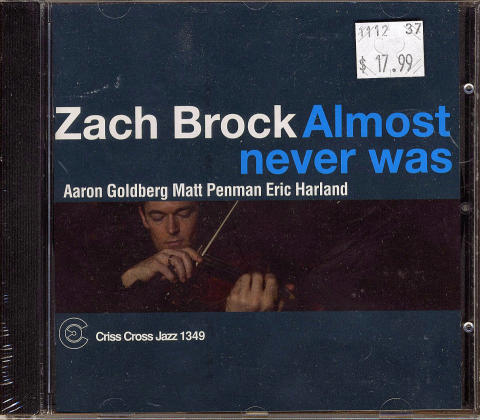 1112 37
$ 17.99
Zach Brock Almost
never was
Aaron Goldberg Matt Penman Eric Harland
Criss Cross Jazz 1349